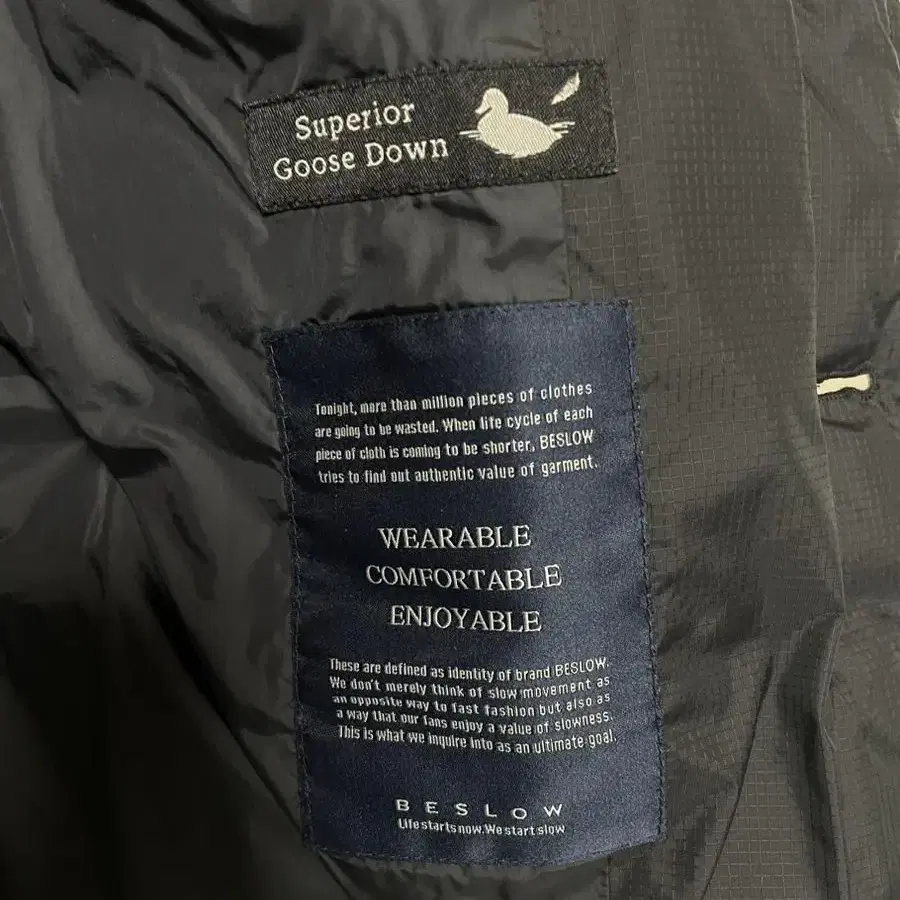 Superior
Goose Down
Tonight, more than million pieces of clothes
are going to be wasted. When life cycle of each
piece of cloth is coming to be shorter, BESLOW
tries to find out authentic value of garment.
WEARABLE
COMFORTABLE
ENJOYABLE
These are defined as identity of brand BESLOW.
We don't merely think of slow movement as
an opposite way to fast fashion but also as
a way that our fans enjoy a value of slowness.
This is what we inquire into as an ultimate goal.
BESLOW
Life starts now. We start slow